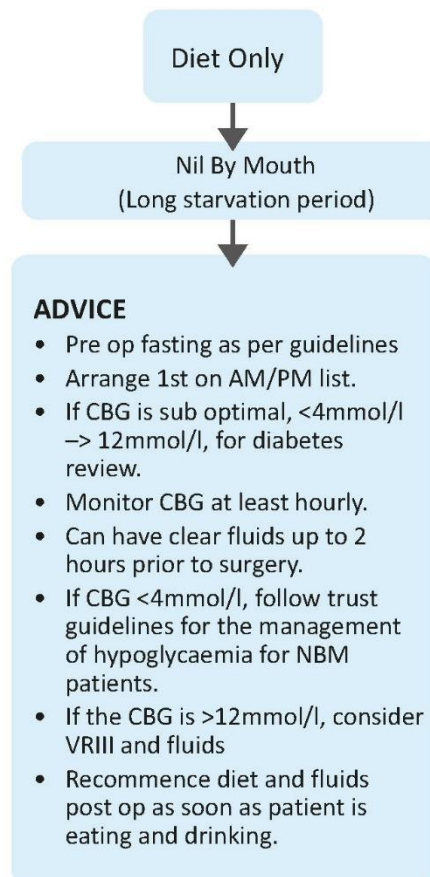 Diet Only
Nil By Mouth
(Long starvation period)
ADVICE
• Pre op fasting as per guidelines
• Arrange 1st on AM/PM list.
• If CBG is sub optimal, <4mmol/l
–> 12mmol/l, for diabetes
review.
• Monitor CBG at least hourly.
• Can have clear fluids up to 2
hours prior to surgery.
• If CBG <4mmol/l, follow trust
guidelines for the management
of hypoglycaemia for NBM
patients.
• If the CBG is >12mmol/l, consider
VRIII and fluids
• Recommence diet and fluids
post op as soon as patient is
eating and drinking.